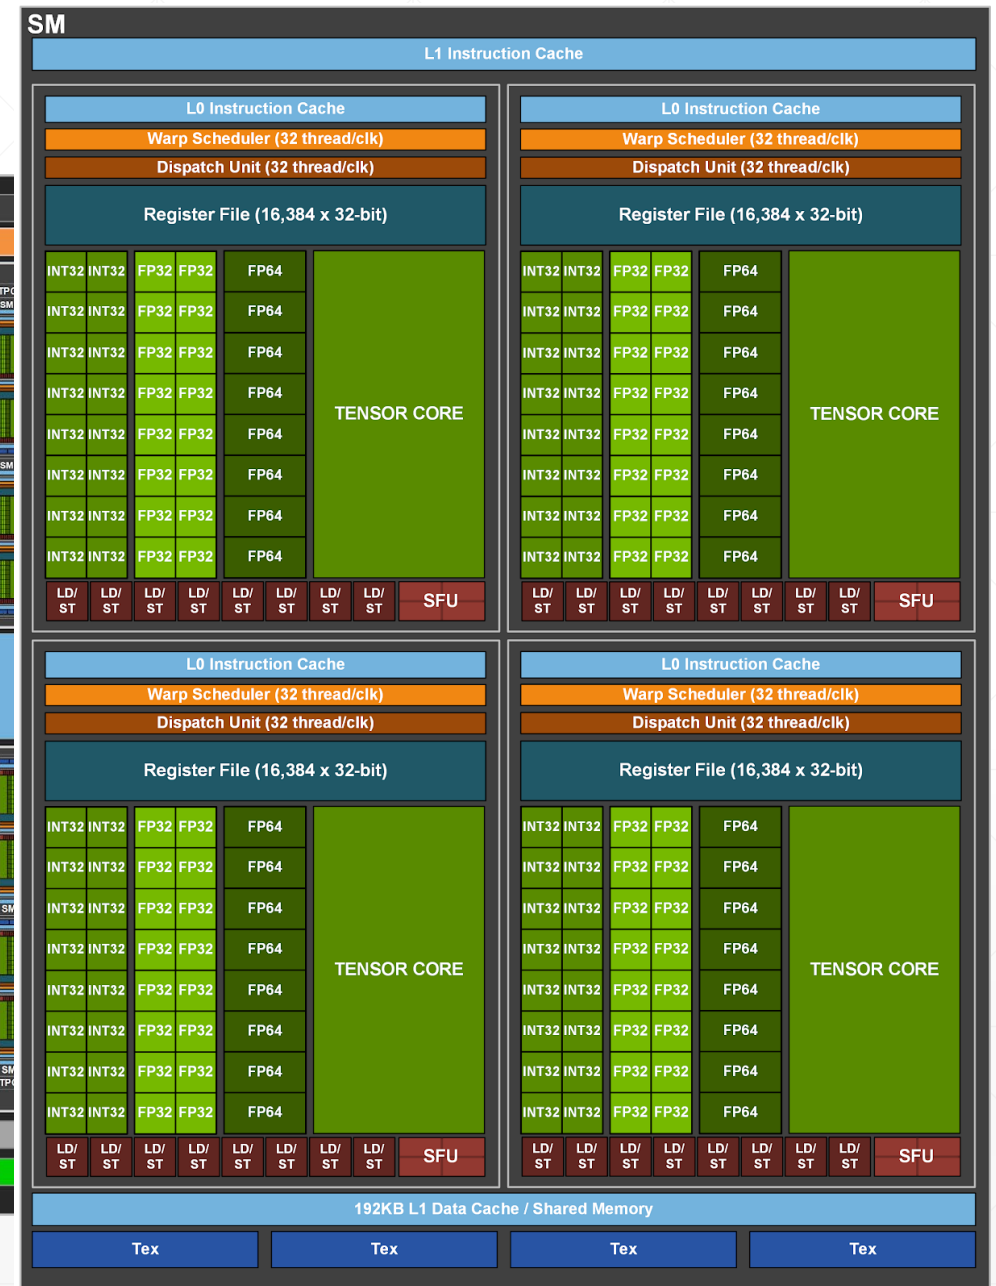 SM
L1 Instruction Cache
L0 Instruction Cache
Warp Scheduler (32 thread/clk)
Dispatch Unit (32 thread/clk)
Register File (16,384 x 32-bit)
INT32 INT32 FP32 FP32 FP64
INT32 INT32 FP32 FP32 FP64
INT32 INT32 FP32 FP32 FP64
INT32 INT32 FP32 FP32 FP64
TENSOR CORE
INT32 INT32 FP32 FP32 FP64
INT32 INT32 FP32 FP32 FP64
INT32 INT32 FP32 FP32 FP64
INT32 INT32 FP32 FP32 FP64
LD/ LD/ LD/ LD/ LD/ LD/ LD/ LD/
ST ST ST ST ST ST ST ST
SFU
L0 Instruction Cache
Warp Scheduler (32 thread/clk)
Dispatch Unit (32 thread/clk)
Register File (16,384 x 32-bit)
INT32 INT32 FP32 FP32 FP64
INT32 INT32 FP32 FP32 FP64
INT32 INT32 FP32 FP32 FP64
INT32 INT32 FP32 FP32 FP64
TENSOR CORE
INT32 INT32 FP32 FP32 FP64
INT32 INT32 FP32 FP32 FP64
INT32 INT32 FP32 FP32 FP64
INT32 INT32 FP32 FP32 FP64
LD/ LD/ LD/ LD/ LD/ LD/ LD/ LD/
ST ST ST ST ST ST ST ST
SFU
L0 Instruction Cache
Warp Scheduler (32 thread/clk)
Dispatch Unit (32 thread/clk)
Register File (16,384 x 32-bit)
INT32 INT32 FP32 FP32 FP64
INT32 INT32 FP32 FP32 FP64
INT32 INT32 FP32 FP32 FP64
INT32 INT32 FP32 FP32 FP64
TENSOR CORE
INT32 INT32 FP32 FP32 FP64
INT32 INT32 FP32 FP32 FP64
INT32 INT32 FP32 FP32 FP64
INT32 INT32 FP32 FP32 FP64
LD/ LD/ LD/ LD/ LD/ LD/ LD/ LD/
ST ST ST ST ST ST ST ST
SFU
L0 Instruction Cache
Warp Scheduler (32 thread/clk)
Dispatch Unit (32 thread/clk)
Register File (16,384 x 32-bit)
INT32 INT32 FP32 FP32 FP64
INT32 INT32 FP32 FP32 FP64
INT32 INT32 FP32 FP32 FP64
INT32 INT32 FP32 FP32 FP64
TENSOR CORE
INT32 INT32 FP32 FP32 FP64
INT32 INT32 FP32 FP32 FP64
INT32 INT32 FP32 FP32 FP64
INT32 INT32 FP32 FP32 FP64
LD/ LD/ LD/ LD/ LD/ LD/ LD/ LD/
ST ST ST ST ST ST ST ST
SFU
192KB L1 Data Cache / Shared Memory
Tex Tex Tex Tex